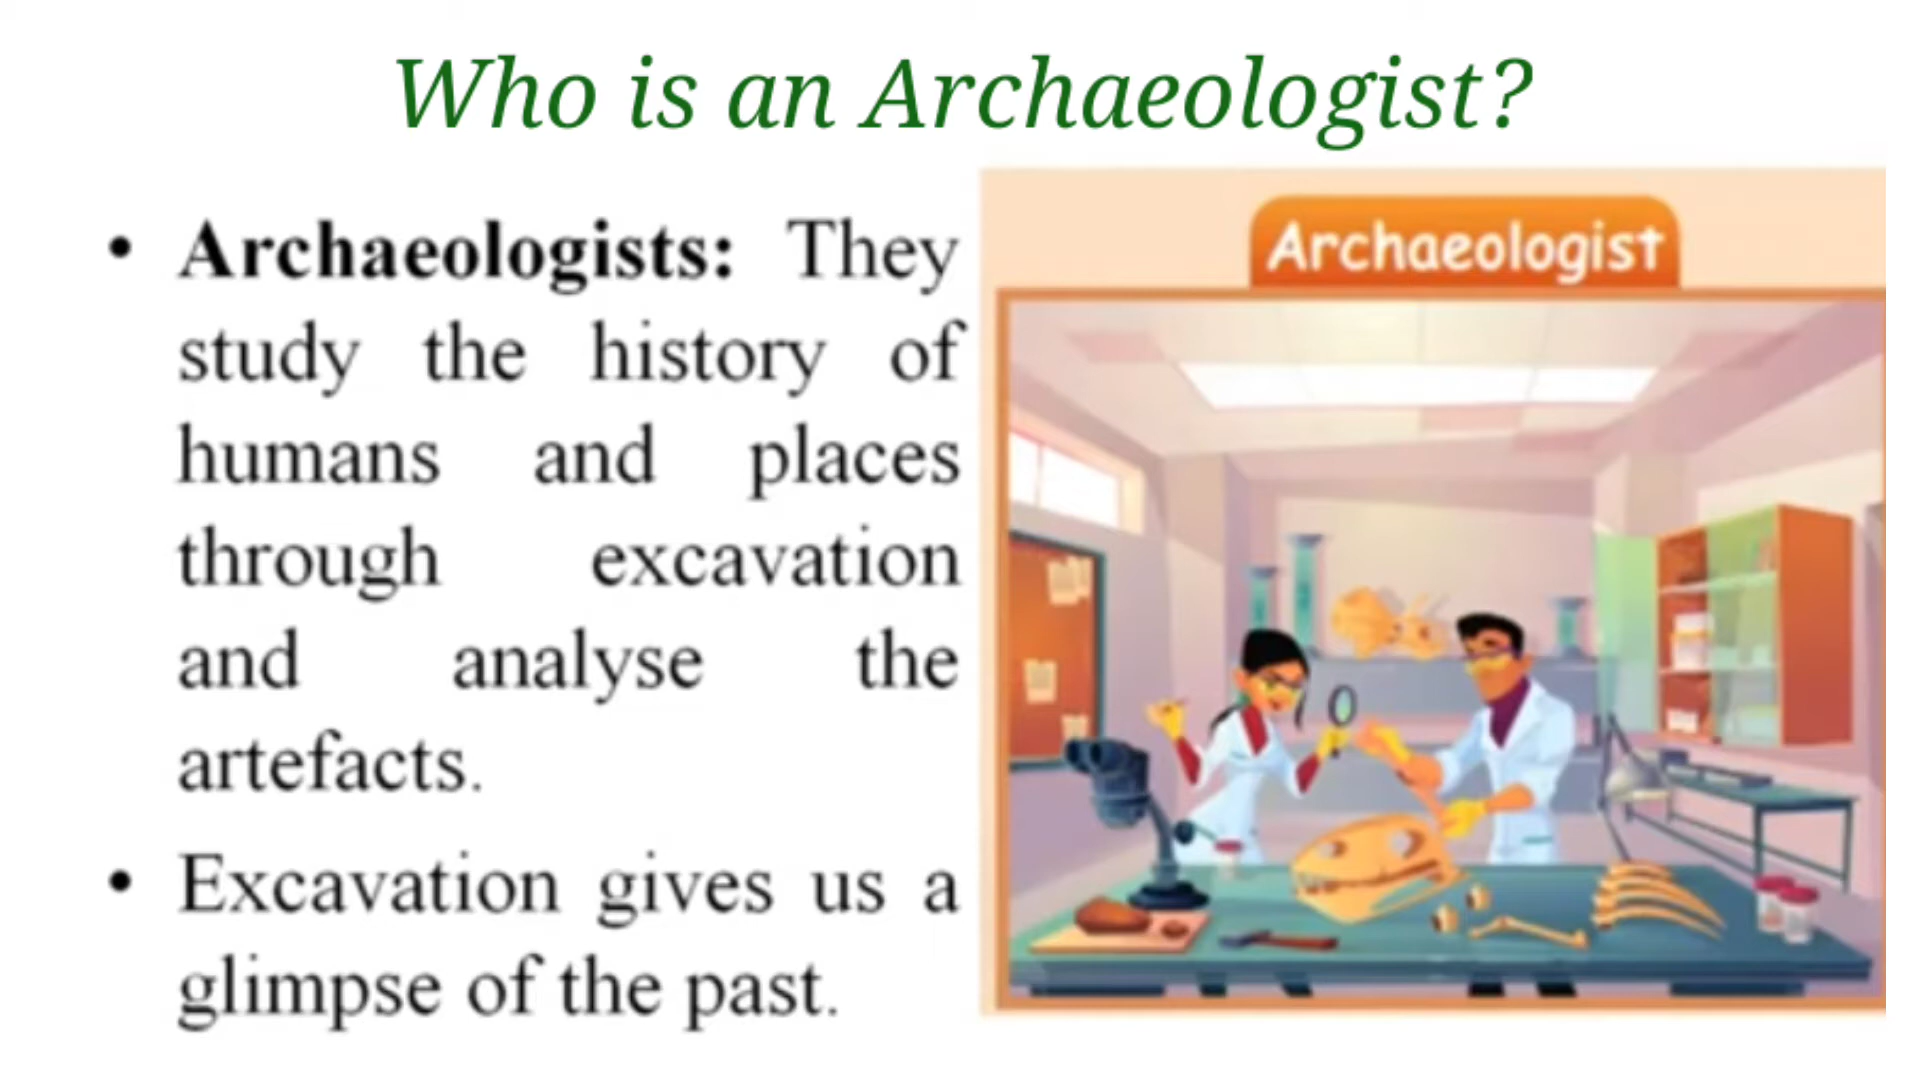 Who is an Archaeologist?
• Archaeologists: They
study the history of
humans and places
through excavation
and analyse the
artefacts.
• Excavation gives us a
glimpse of the past.
Archaeologist